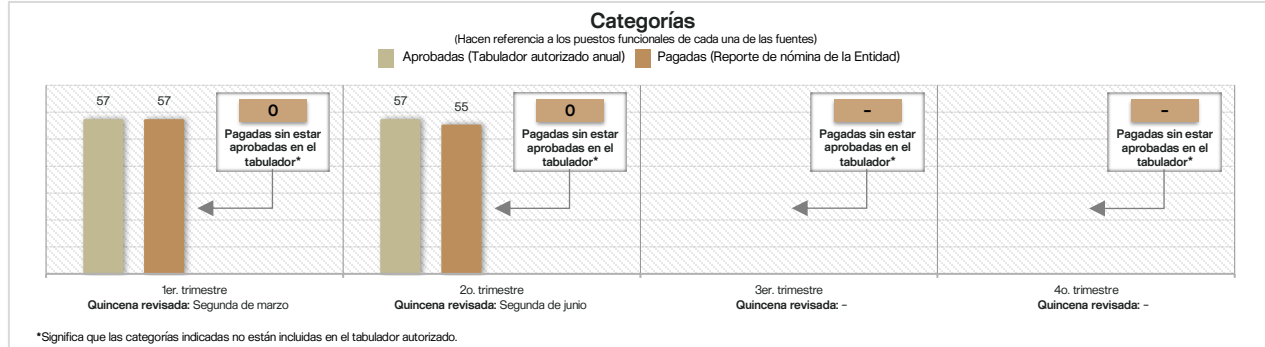 Categorías
(Hacen referencia a los puestos funcionales de cada una de las fuentes)
Aprobadas (Tabulador autorizado anual) Pagadas (Reporte de nómina de la Entidad)
57 57
0
Pagadas sin estar
aprobadas en el
tabulador*
57 55
0
Pagadas sin estar
aprobadas en el
tabulador*
-
Pagadas sin estar
aprobadas en el
tabulador*
-
Pagadas sin estar
aprobadas en el
tabulador*
1er. trimestre
Quincena revisada: Segunda de marzo
2o. trimestre
Quincena revisada: Segunda de junio
3er. trimestre
Quincena revisada: -
4o. trimestre
Quincena revisada: -
*Significa que las categorías indicadas no están incluidas en el tabulador autorizado.